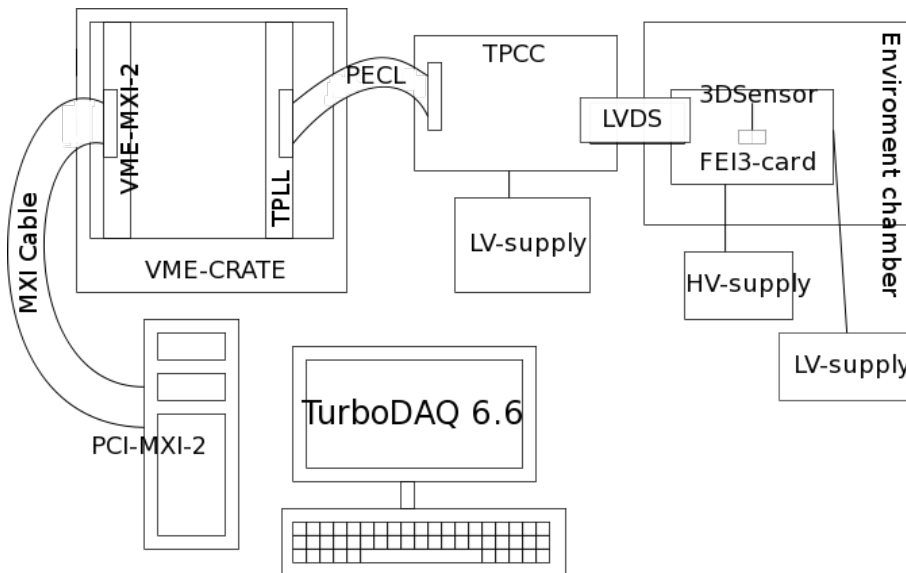 VME-MXI-2
TPLL
VME-CRATE
MXI Cable
PECL
TPCC
LV-supply
LVDS
3DSensor
FEI3-card
Enviroment chamber
HV-supply
LV-supply
PCI-MXI-2
TurboDAQ 6.6